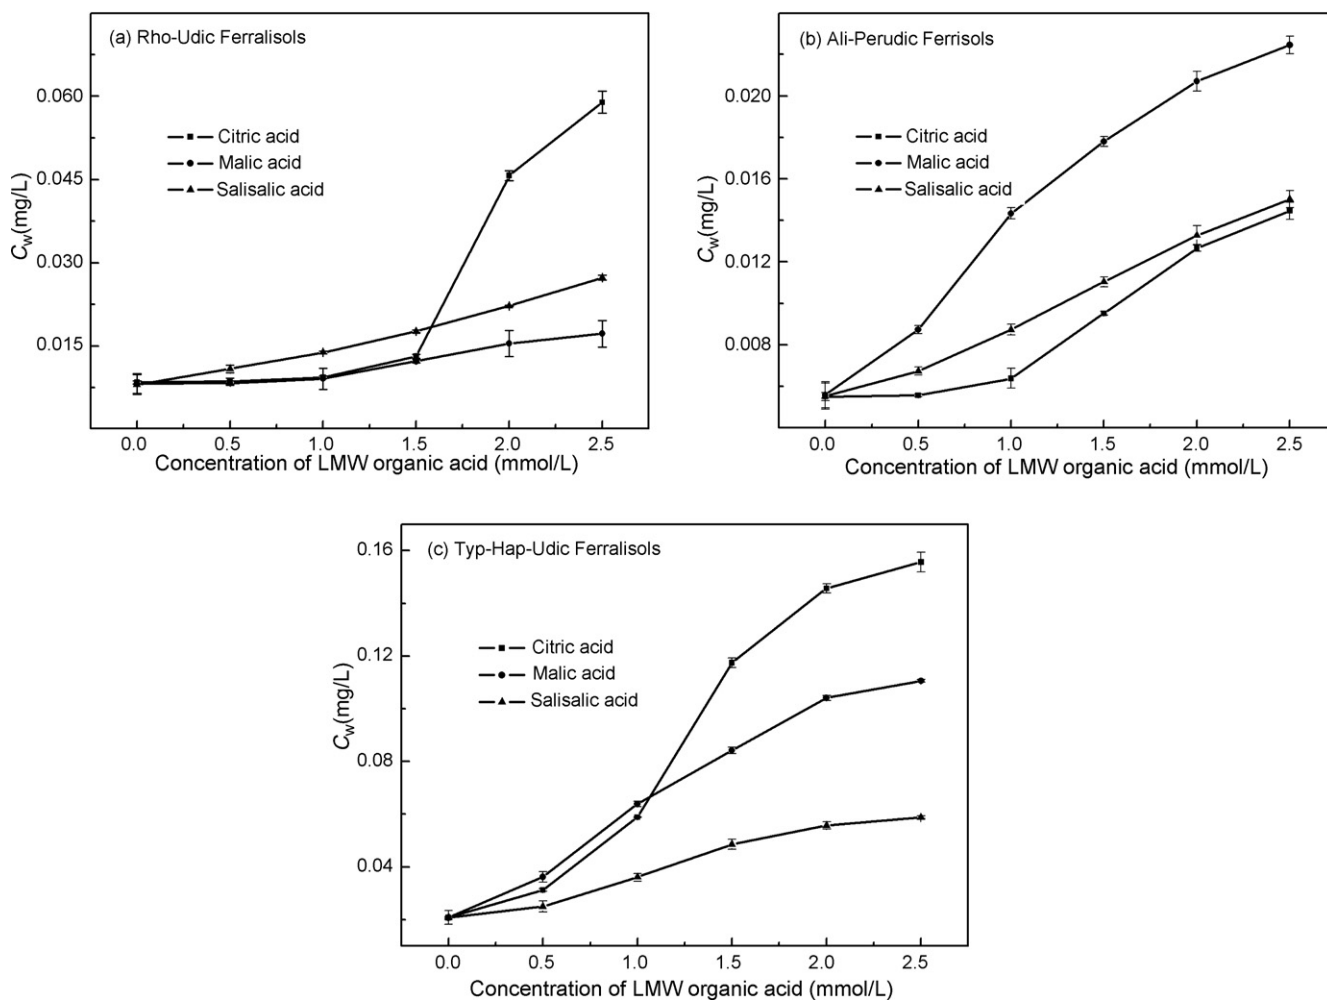 (a) Rho-Udic Ferralisols
0.060
0.045
0.030
0.015
Cw(mg/L)
Citric acid
Malic acid
Salisalic acid
0.0 0.5 1.0 1.5 2.0 2.5
Concentration of LMW organic acid (mmol/L)
(b) Ali-Perudic Ferrisols
0.020
0.016
0.012
0.008
Cw(mg/L)
Citric acid
Malic acid
Salisalic acid
0.0 0.5 1.0 1.5 2.0 2.5
Concentration of LMW organic acid (mmol/L)
(c) Typ-Hap-Udic Ferralisols
0.16
0.12
0.08
0.04
Cw(mg/L)
Citric acid
Malic acid
Salisalic acid
0.0 0.5 1.0 1.5 2.0 2.5
Concentration of LMW organic acid (mmol/L)